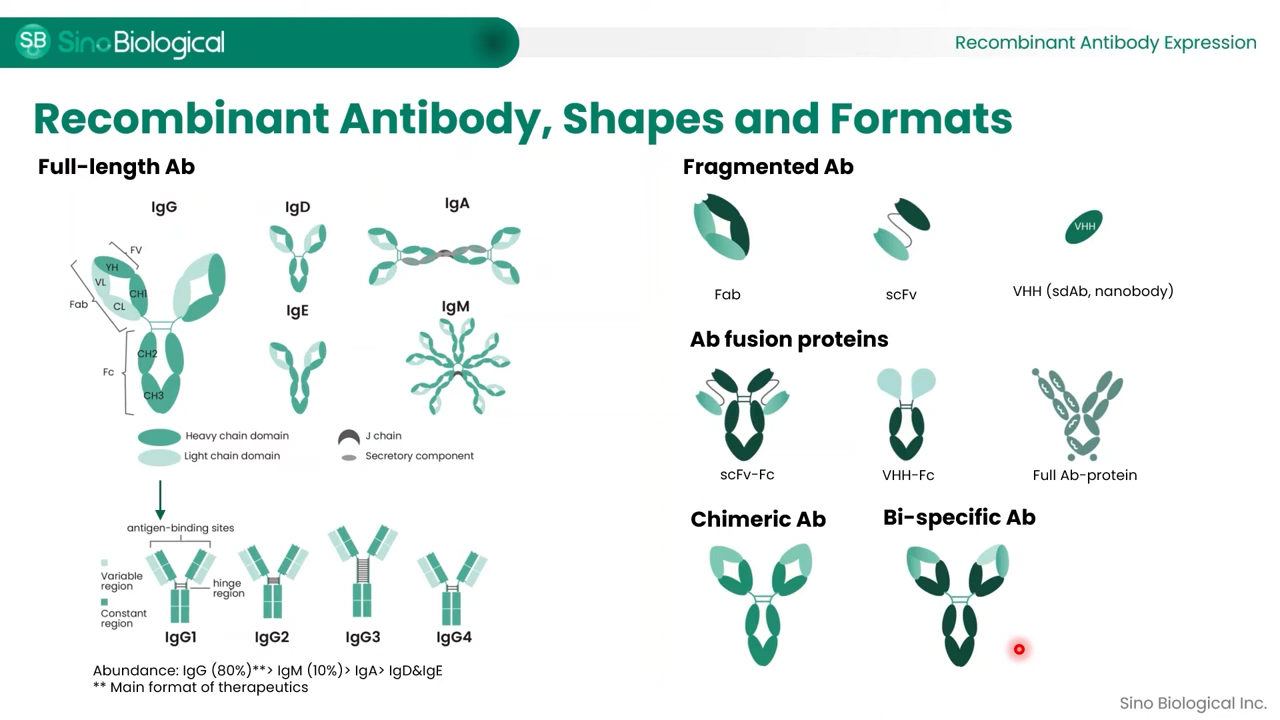 SB SinoBiological
Recombinant Antibody Expression
Recombinant Antibody, Shapes and Formats
Full-length Ab
IgG
IgD
IgA
FV
YH
VL
CH1
Fab
CL
CH2
Fc
CH3
IgE
IgM
Heavy chain domain
Light chain domain
J chain
Secretory component
antigen-binding sites
Variable
region
Constant
region
hinge
region
IgG1
IgG2
IgG3
IgG4
Abundance: IgG (80%)**> IgM (10%)> IgA> IgD&IgE
** Main format of therapeutics
Fragmented Ab
VHH
Fab
scFv
VHH (sdAb, nanobody)
Ab fusion proteins
scFv-Fc
VHH-Fc
Full Ab-protein
Chimeric Ab
Bi-specific Ab
Sino Biological Inc.